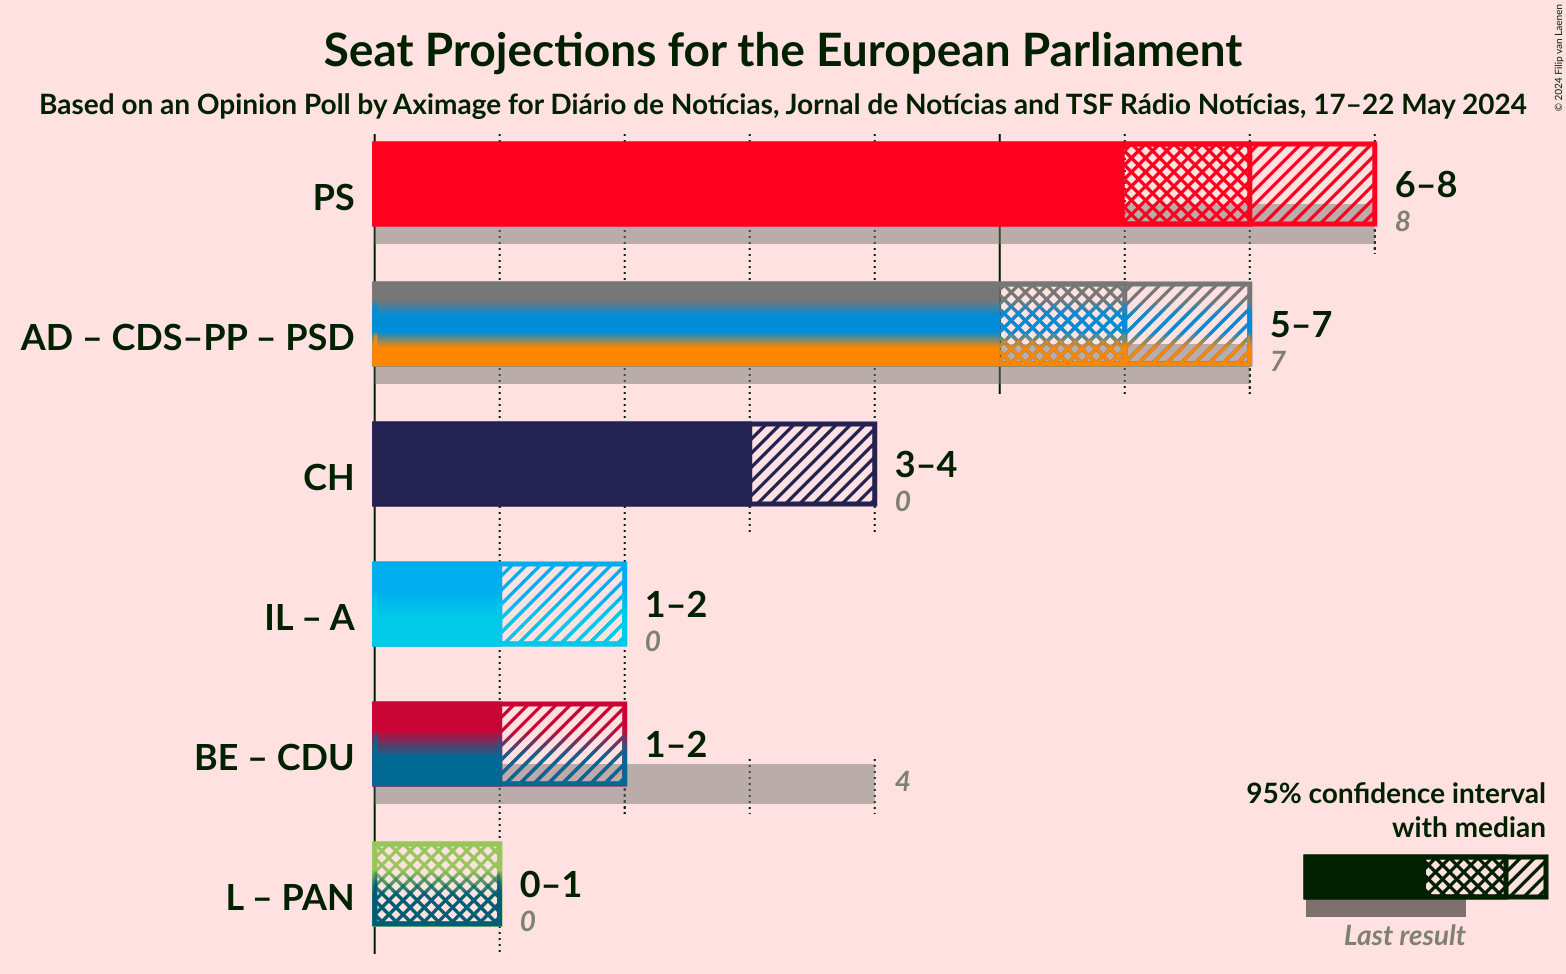 Seat Projections for the European Parliament
Based on an Opinion Poll by Aximage for Diário de Notícias, Jornal de Notícias and TSF Rádio Notícias, 17–22 May 2024
© 2024 Filip van Laenen
PS
6–8
8
AD – CDS–PP – PSD
5–7
7
CH
3–4
0
IL – A
1–2
0
BE – CDU
1–2
4
L – PAN
0–1
0
95% confidence interval
with median
Last result